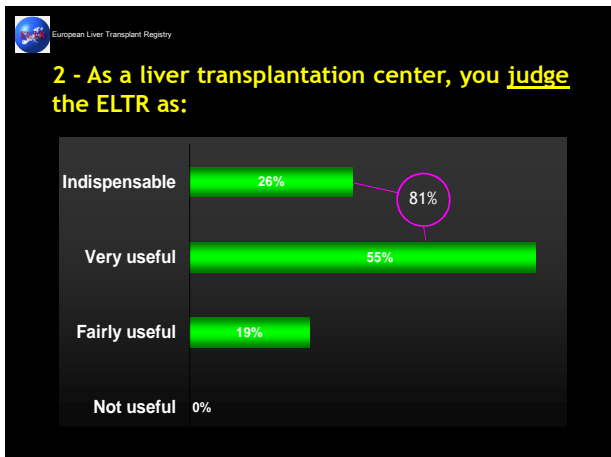 European Liver Transplant Registry
2 - As a liver transplantation center, you judge
the ELTR as:
Indispensable 26%
81%
Very useful 55%
Fairly useful 19%
Not useful 0%